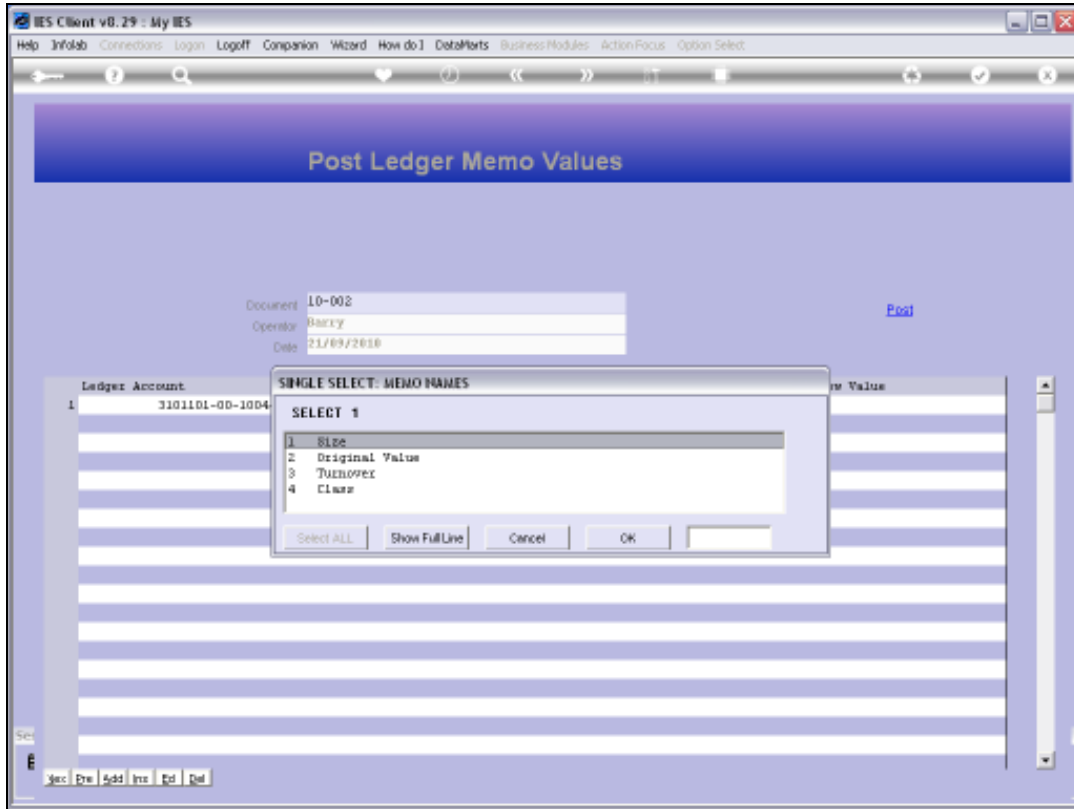 IES Client v8.29 : My IES
Help Infolab Connections Logon Logoff Companion Wizard How do I DataMarts Business Modules Action Focus Option Select
Post Ledger Memo Values
Document 10-002
Post
Operator Barry
Date 21/09/2010
Ledger Account
Value
1 3101101-00-1004-
SINGLE SELECT: MEMO NAMES
SELECT 1
1 Size
2 Original Value
3 Turnover
4 Class
Select ALL Show Full Line Cancel OK
Pre Add Ins Ed Del